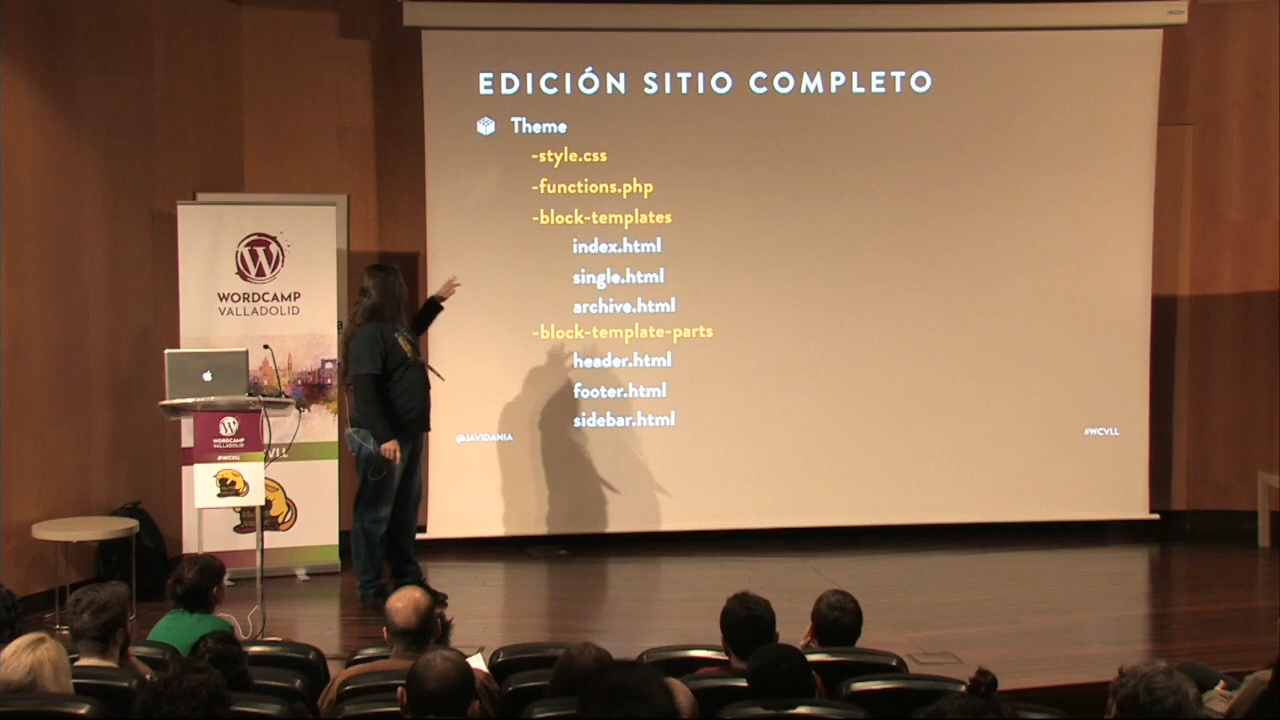 EDICIÓN SITIO COMPLETO
Theme
-style.css
-functions.php
-block-templates
index.html
single.html
archive.html
-block-template-parts
header.html
footer.html
sidebar.html
@JAVIDANIA
#WCVLL
WORDCAMP
VALLADOLID
WORDCAMP
VALLADOLID
#WCVLL